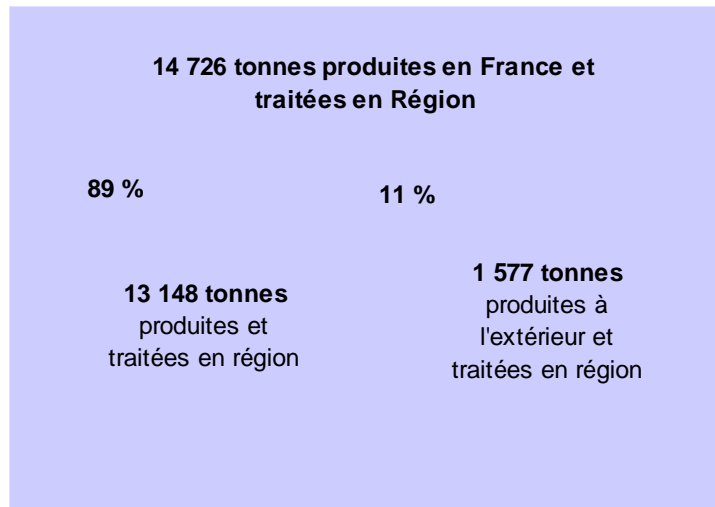 14 726 tonnes produites en France et
traitées en Région
89 %
11 %
13 148 tonnes
produites et
traitées en région
1 577 tonnes
produites à
l'extérieur et
traitées en région